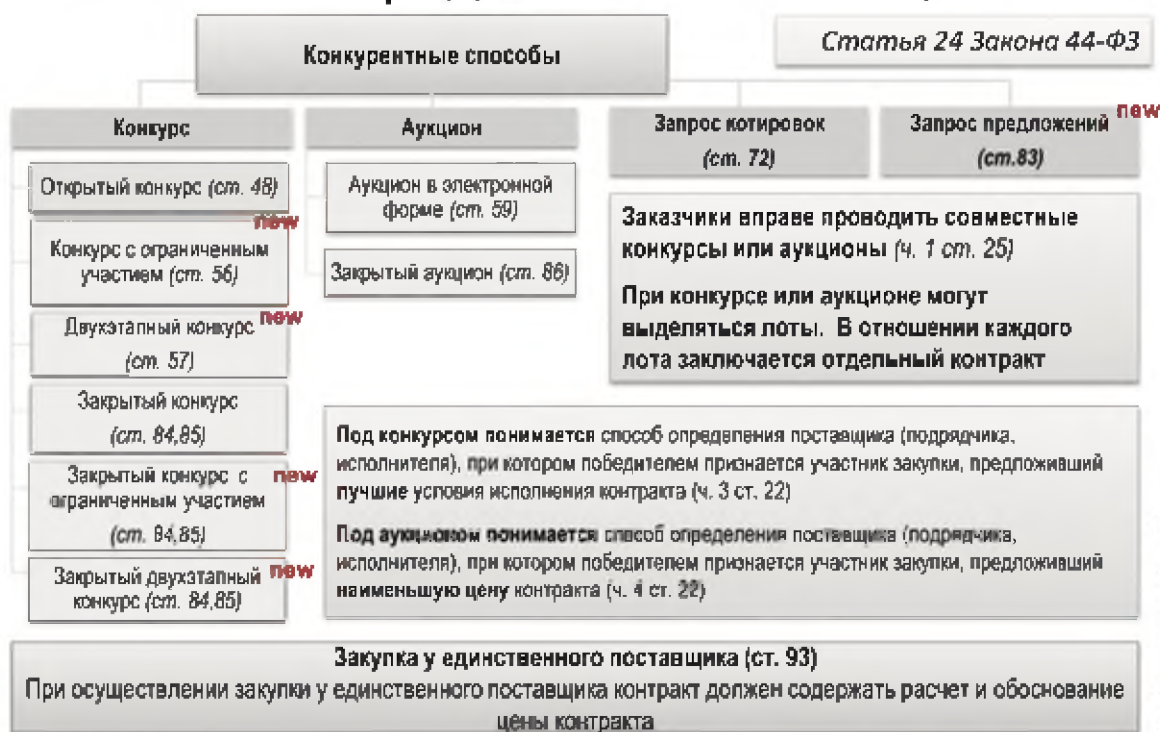 Конкурентные способы
Статья 24 Закона 44-ФЗ
Конкурс
Аукцион
Запрос котировок
(ст. 72)
Запрос предложений new
(ст.83)
Открытый конкурс (ст. 48)
new
Конкурс с ограниченным
участием (ст. 56)
Двухэтапный конкурс new
(ст. 57)
Закрытый конкурс
(ст. 84,85)
Закрытый конкурс с new
ограниченным участием
(ст. 84,85)
Закрытый двухэтапный new
конкурс (ст. 84,85)
Аукцион в электронной
форме (ст. 59)
Закрытый аукцион (ст. 86)
Заказчики вправе проводить совместные
конкурсы или аукционы (ч. 1 ст. 25)
При конкурсе или аукционе могут
выделяться лоты. В отношении каждого
лота заключается отдельный контракт
Под конкурсом понимается способ определения поставщика (подрядчика,
исполнителя), при котором победителем признается участник закупки, предложивший
лучшие условия исполнения контракта (ч. 3 ст. 22)
Под аукционом понимается способ определения поставщика (подрядчика,
исполнителя), при котором победителем признается участник закупки, предложивший
наименьшую цену контракта (ч. 4 ст. 22)
Закупка у единственного поставщика (ст. 93)
При осуществлении закупки у единственного поставщика контракт должен содержать расчет и обоснование
цены контракта